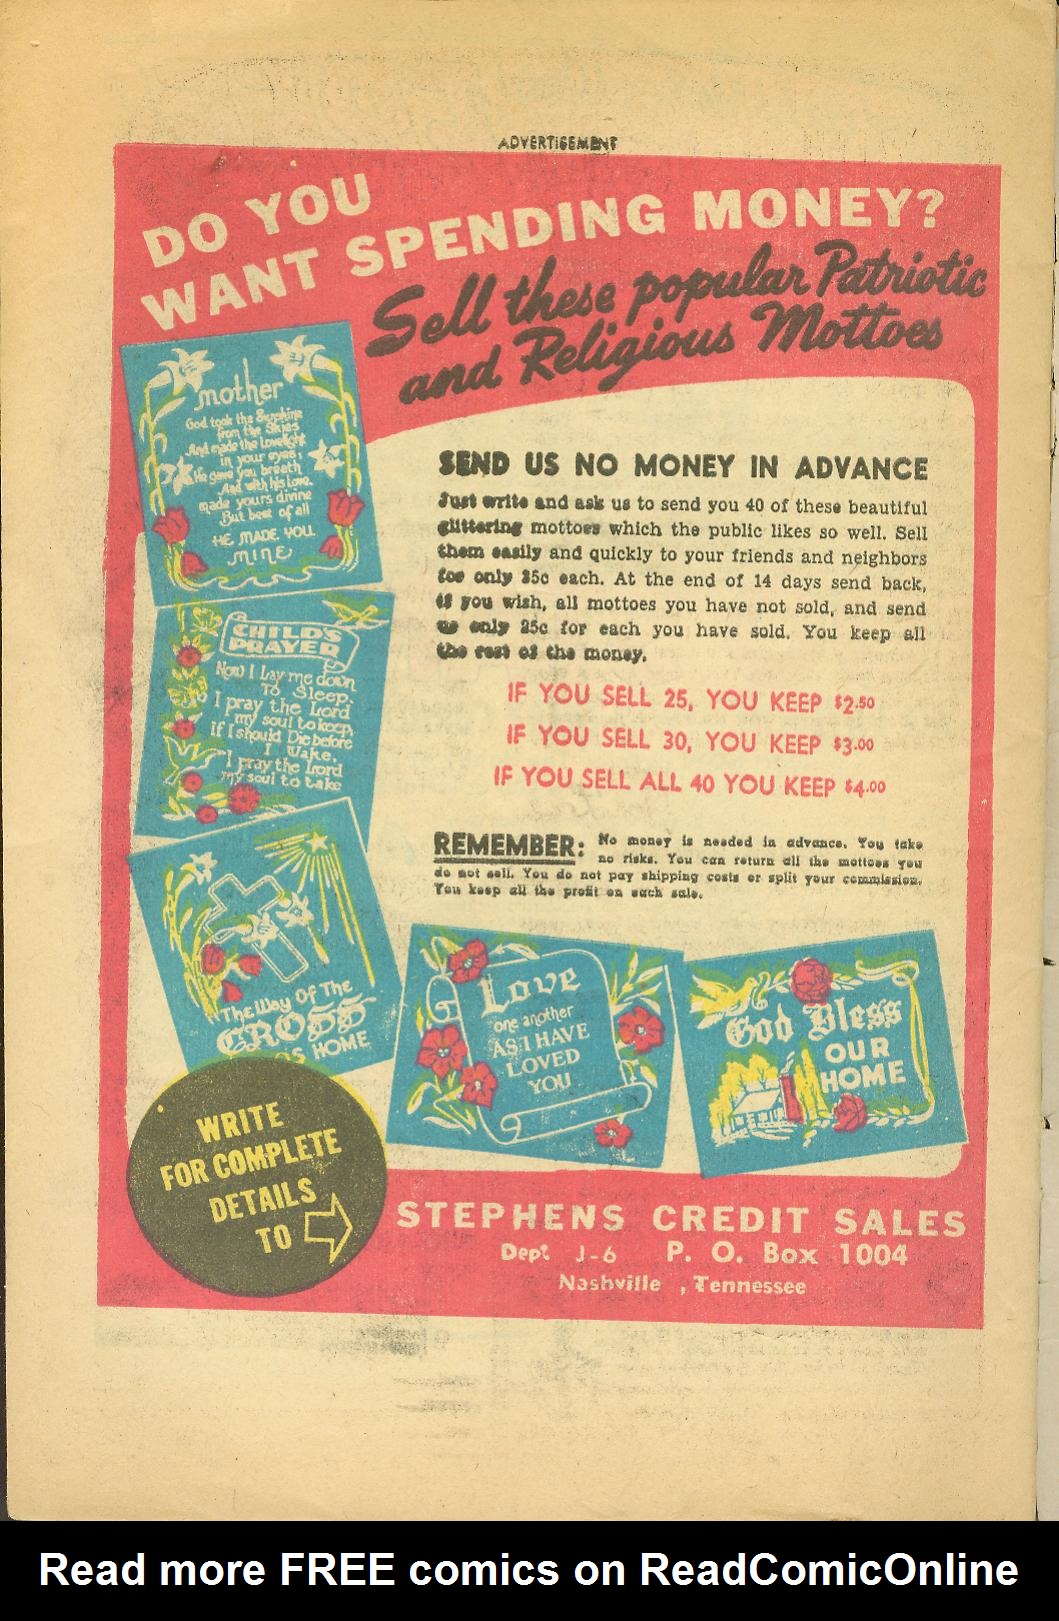 ADVERTISEMENT
DO YOU
WANT SPENDING MONEY?
Sell these popular Patriotic
and Religious Mottoes
mother
God took the Sunshine
from the Skies
And made the Lovelight
in your eyes,
He gave you breath
And with his Love
made yours divine
But best of all
HE MADE YOU
MINE
CHILD'S
PRAYER
Now I Lay me down
To Sleep,
I pray the Lord
my soul to keep,
If I should Die before
I Wake,
I pray the Lord
my soul to take
The Way Of The
CROSS
HOME
Love
one another
AS I HAVE
LOVED
YOU
God Bless
OUR
HOME
SEND US NO MONEY IN ADVANCE
Just write and ask us to send you 40 of these beautiful
glittering mottoes which the public likes so well. Sell
them easily and quickly to your friends and neighbors
for only 35c each. At the end of 14 days send back,
if you wish, all mottoes you have not sold, and send
us only 25c for each you have sold. You keep all
the rest of the money.
IF YOU SELL 25, YOU KEEP $2.50
IF YOU SELL 30, YOU KEEP $3.00
IF YOU SELL ALL 40 YOU KEEP $4.00
REMEMBER: No money is needed in advance. You take
no risks. You can return all the mottoes you
do not sell. You do not pay shipping costs or split your commission.
You keep all the profit on each sale.
WRITE
FOR COMPLETE
DETAILS
TO
STEPHENS CREDIT SALES
Dept J-6 P. O. Box 1004
Nashville , Tennessee
Read more FREE comics on ReadComicOnline